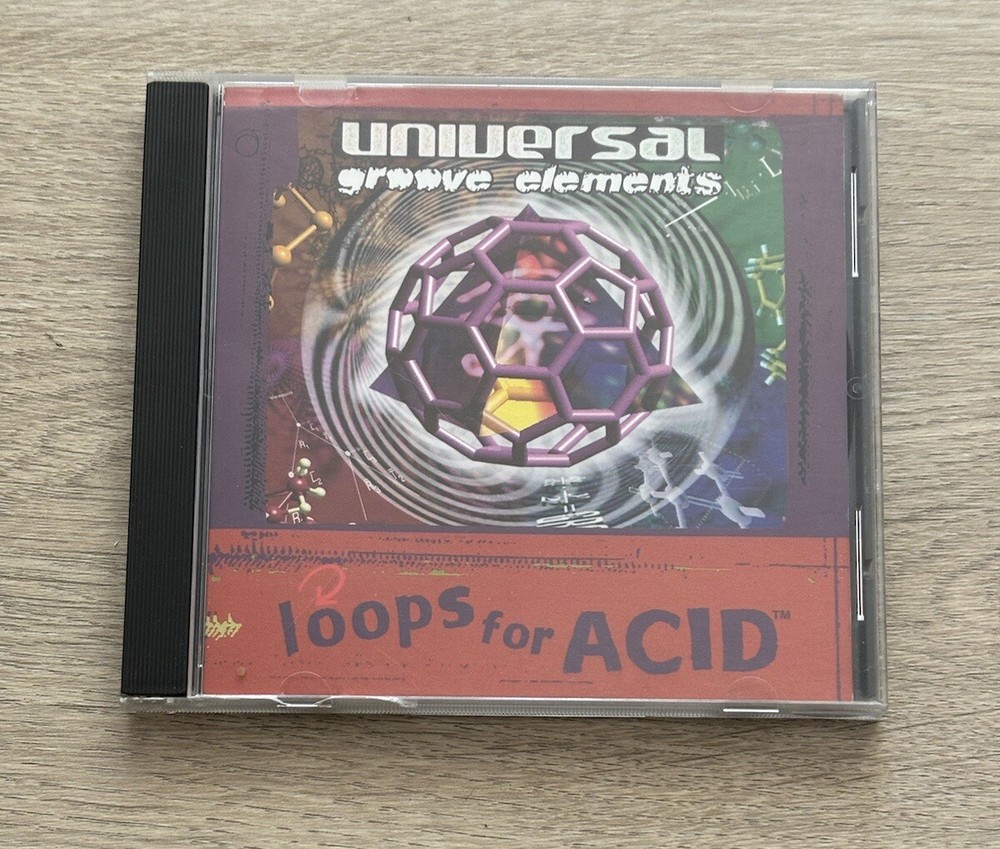 universal
groove elements
loops for ACID™